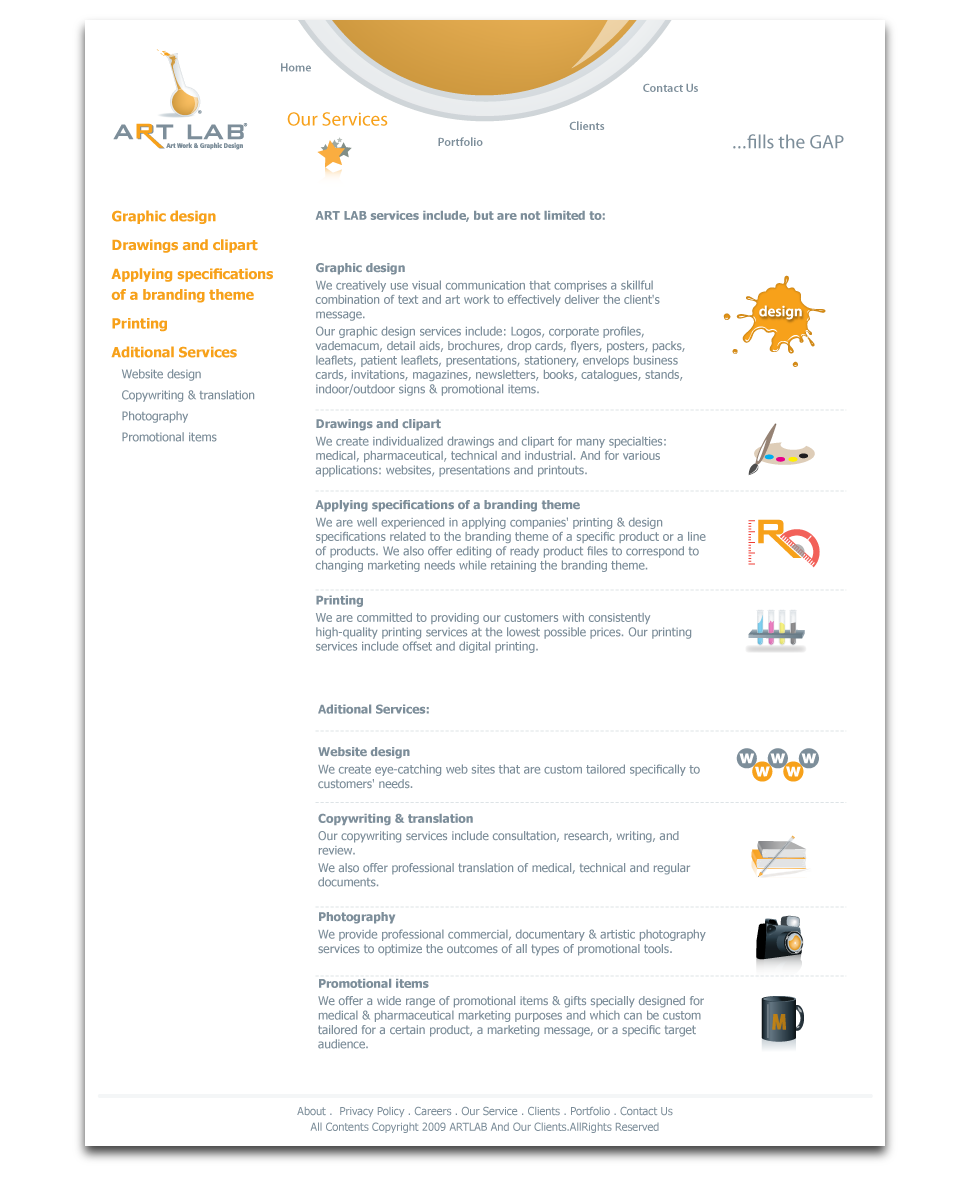 Home
Contact Us
Our Services
Clients
Portfolio
ART LAB®
Art Work & Graphic Design
...fills the GAP
Graphic design
Drawings and clipart
Applying specifications
of a branding theme
Printing
Aditional Services
Website design
Copywriting & translation
Photography
Promotional items
ART LAB services include, but are not limited to:
Graphic design
We creatively use visual communication that comprises a skillful
combination of text and art work to effectively deliver the client's
message.
Our graphic design services include: Logos, corporate profiles,
vademacum, detail aids, brochures, drop cards, flyers, posters, packs,
leaflets, patient leaflets, presentations, stationery, envelops business
cards, invitations, magazines, newsletters, books, catalogues, stands,
indoor/outdoor signs & promotional items.
design
Drawings and clipart
We create individualized drawings and clipart for many specialties:
medical, pharmaceutical, technical and industrial. And for various
applications: websites, presentations and printouts.
Applying specifications of a branding theme
We are well experienced in applying companies' printing & design
specifications related to the branding theme of a specific product or a line
of products. We also offer editing of ready product files to correspond to
changing marketing needs while retaining the branding theme.
R
Printing
We are committed to providing our customers with consistently
high-quality printing services at the lowest possible prices. Our printing
services include offset and digital printing.
Aditional Services:
Website design
We create eye-catching web sites that are custom tailored specifically to
customers' needs.
W W W W W
Copywriting & translation
Our copywriting services include consultation, research, writing, and
review.
We also offer professional translation of medical, technical and regular
documents.
Photography
We provide professional commercial, documentary & artistic photography
services to optimize the outcomes of all types of promotional tools.
Promotional items
We offer a wide range of promotional items & gifts specially designed for
medical & pharmaceutical marketing purposes and which can be custom
tailored for a certain product, a marketing message, or a specific target
audience.
M
About . Privacy Policy . Careers . Our Service . Clients . Portfolio . Contact Us
All Contents Copyright 2009 ARTLAB And Our Clients.AllRights Reserved